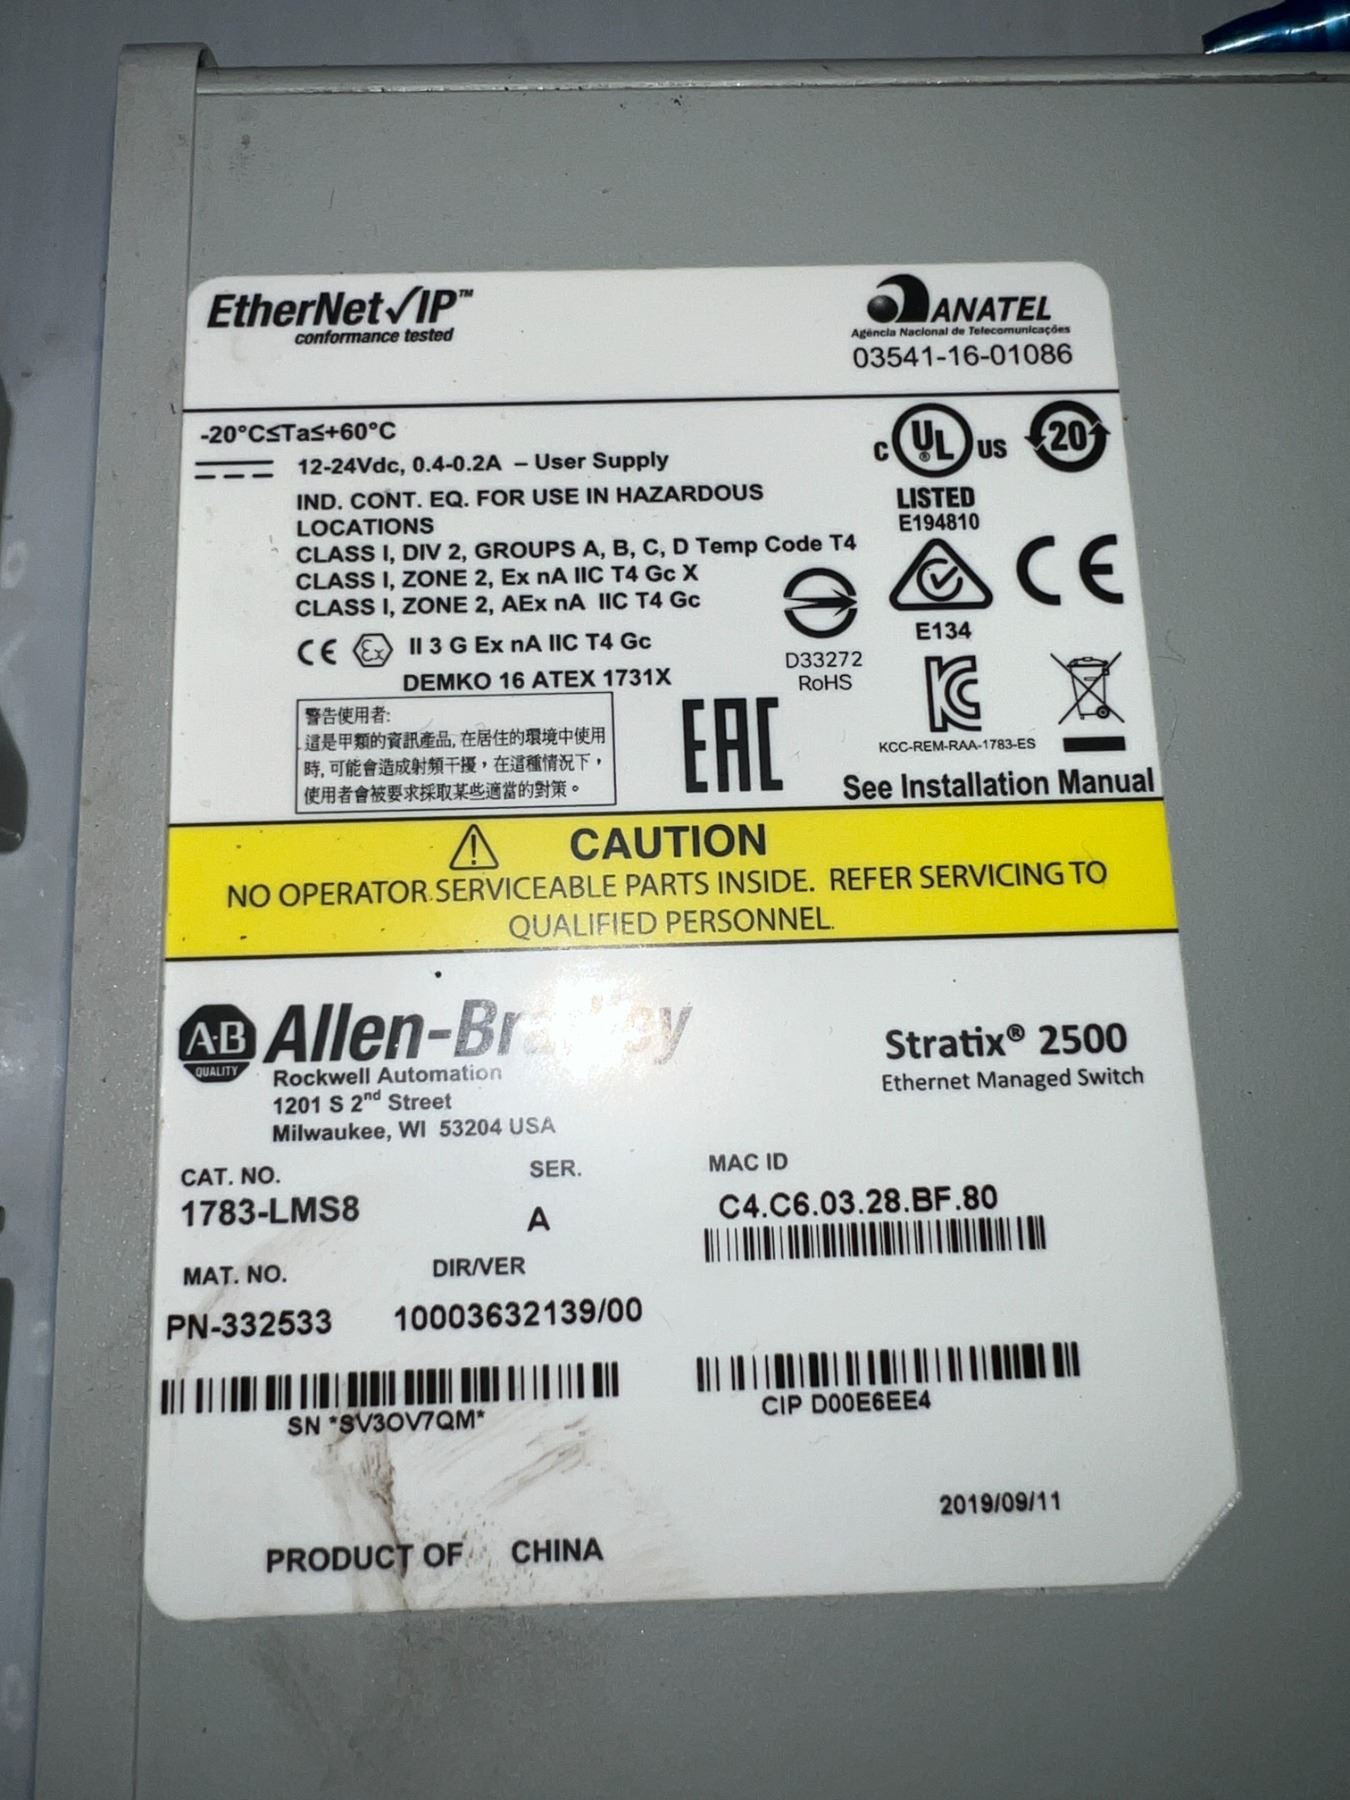 EtherNet/IP™
conformance tested
ANATEL
Agência Nacional de Telecomunicações
03541-16-01086
-20°C≤Ta≤+60°C
12-24Vdc, 0.4-0.2A – User Supply
IND. CONT. EQ. FOR USE IN HAZARDOUS
LOCATIONS
CLASS I, DIV 2, GROUPS A, B, C, D Temp Code T4
CLASS I, ZONE 2, Ex nA IIC T4 Gc X
CLASS I, ZONE 2, AEx nA IIC T4 Gc
CE Ex II 3 G Ex nA IIC T4 Gc
DEMKO 16 ATEX 1731X
C UL ® US
LISTED
E194810
20
CE
E134
D33272
RoHS
KCC-REM-RAA-1783-ES
EAC
See Installation Manual
警告使用者:
這是甲類的資訊產品, 在居住的環境中使用
時, 可能會造成射頻干擾，在這種情況下，
使用者會被要求採取某些適當的對策。
CAUTION
NO OPERATOR SERVICEABLE PARTS INSIDE. REFER SERVICING TO
QUALIFIED PERSONNEL.
A-B
QUALITY
Allen-Bradley
Rockwell Automation
1201 S 2nd Street
Milwaukee, WI 53204 USA
Stratix® 2500
Ethernet Managed Switch
CAT. NO. SER. MAC ID
1783-LMS8 A C4.C6.03.28.BF.80
MAT. NO. DIR/VER
PN-332533 10003632139/00
SN *SV3OV7QM*
CIP D00E6EE4
2019/09/11
PRODUCT OF CHINA